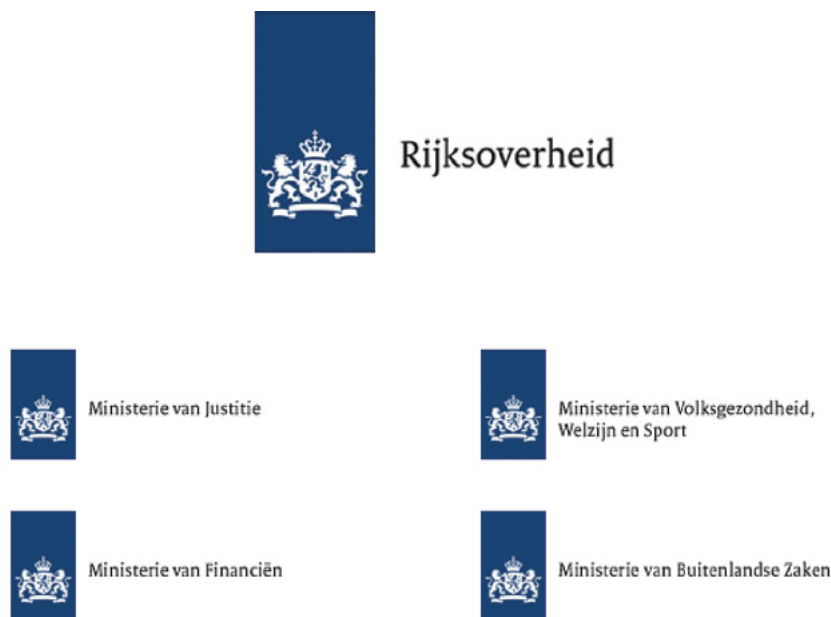 Rijksoverheid
Ministerie van Justitie
Ministerie van Volksgezondheid,
Welzijn en Sport
Ministerie van Financiën
Ministerie van Buitenlandse Zaken